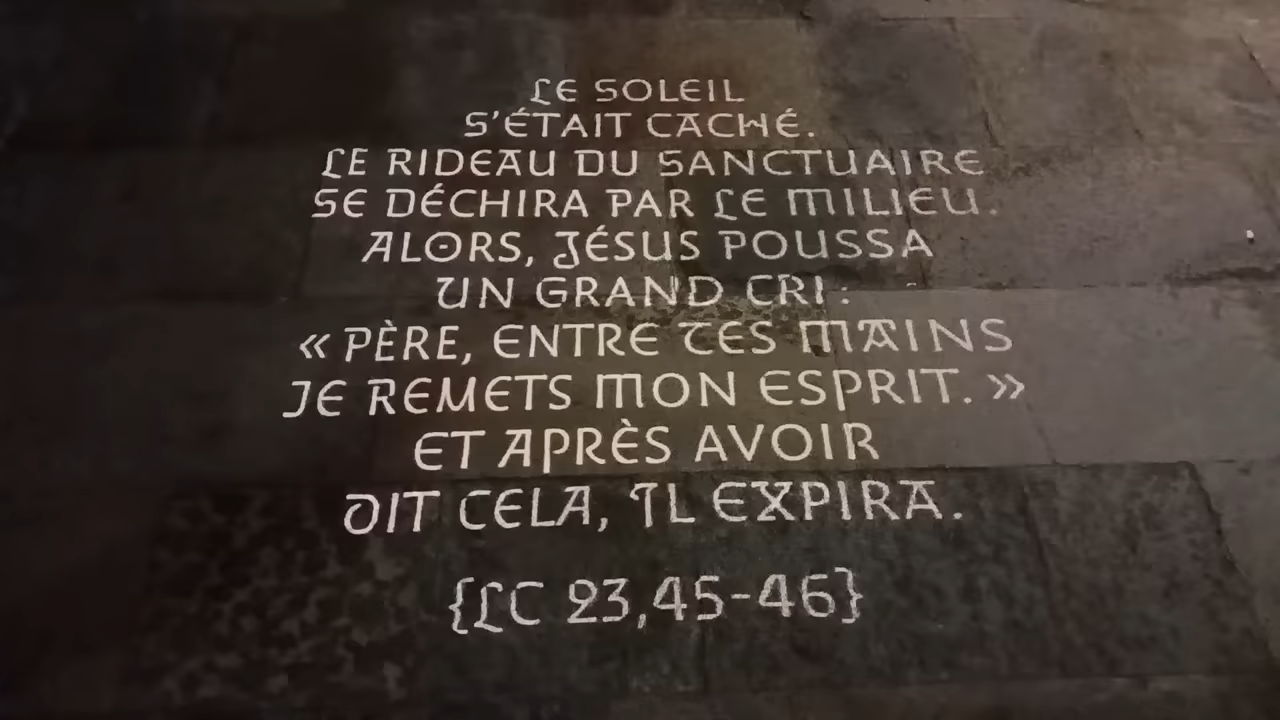 LE SOLEIL
S'ÉTAIT CACHÉ.
LE RIDEAU DU SANCTUAIRE
SE DÉCHIRA PAR LE MILIEU.
ALORS, JÉSUS POUSSA
UN GRAND CRI :
« PÈRE, ENTRE TES MAINS
JE REMETS MON ESPRIT. »
ET APRÈS AVOIR
DIT CELA, IL EXPIRA.
{LC 23,45-46}